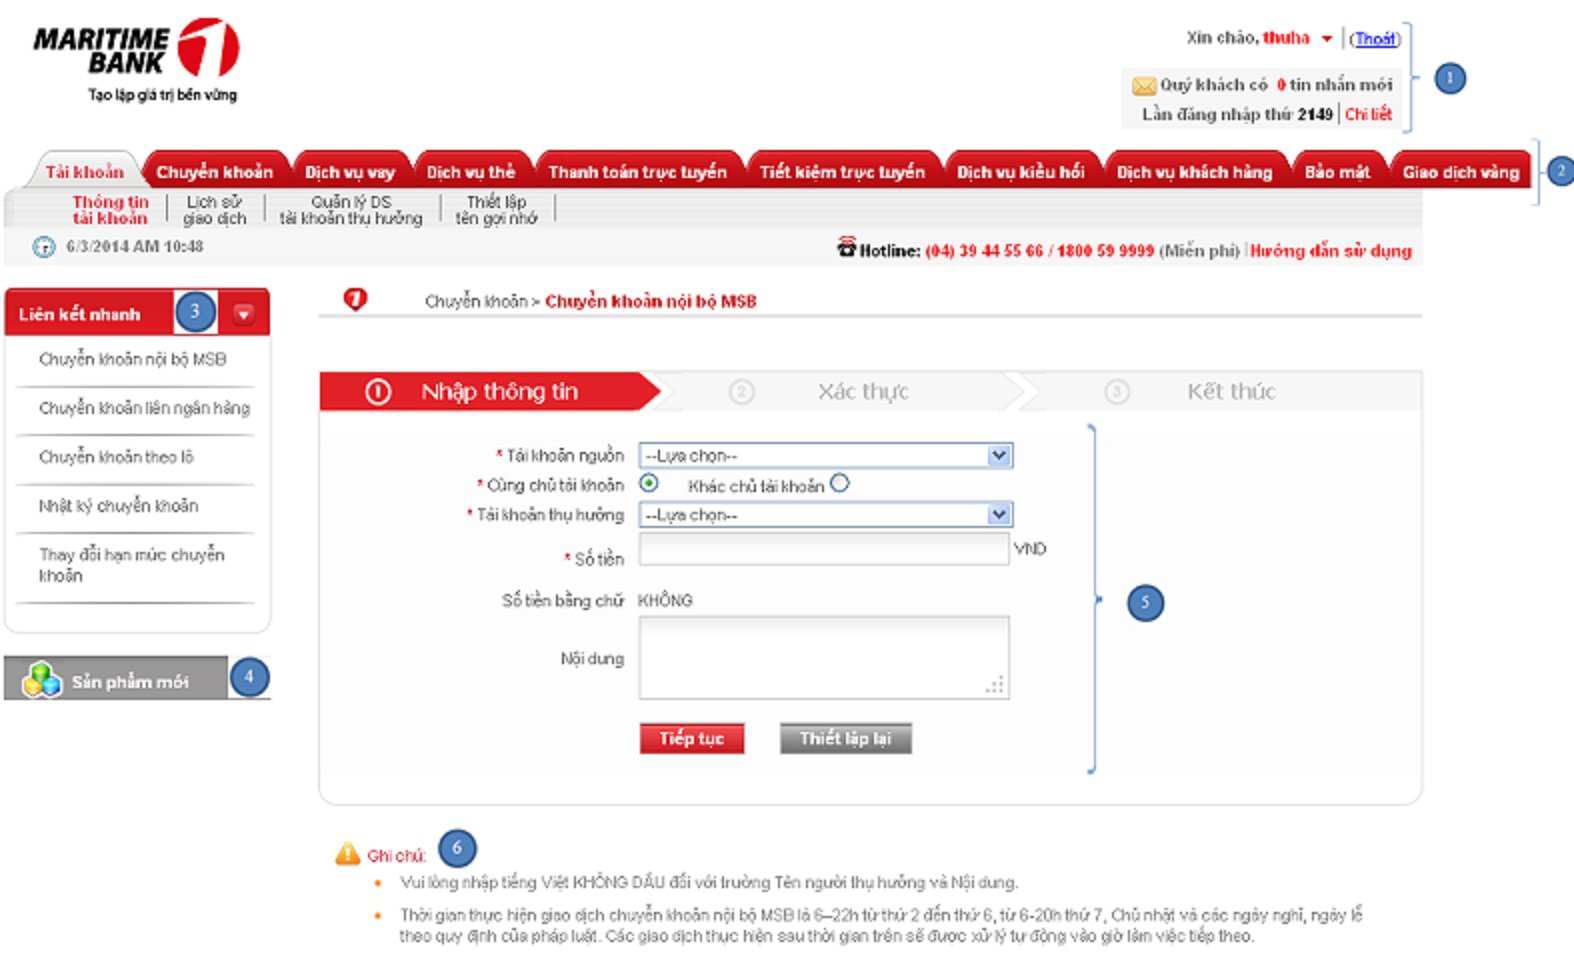 MARITIME
BANK
Tạo lập giá trị bền vững
Xin chào, thuha | (Thoát)
1
Quý khách có 0 tin nhắn mới
Lần đăng nhập thứ 2149 | Chi tiết
Tài khoản Chuyển khoản Dịch vụ vay Dịch vụ thẻ Thanh toán trực tuyến Tiết kiệm trực tuyến Dịch vụ kiều hối Dịch vụ khách hàng Bảo mật Giao dịch vàng
2
Thông tin tài khoản | Lịch sử giao dịch | Quản lý DS tài khoản thụ hưởng | Thiết lập tên gợi nhớ |
6/3/2014 AM 10:48
Hotline: (04) 39 44 55 66 / 1800 59 9999 (Miễn phí) | Hướng dẫn sử dụng
Liên kết nhanh
3
Chuyển khoản nội bộ MSB
Chuyển khoản liên ngân hàng
Chuyển khoản theo lô
Nhật ký chuyển khoản
Thay đổi hạn mức chuyển
khoản
Sản phẩm mới
4
Chuyển khoản > Chuyển khoản nội bộ MSB
1 Nhập thông tin
2 Xác thực
3 Kết thúc
* Tài khoản nguồn --Lựa chọn--
* Cùng chủ tài khoản Khác chủ tài khoản
* Tài khoản thụ hưởng --Lựa chọn--
* Số tiền VND
Số tiền bằng chữ KHÔNG
Nội dung
5
Tiếp tục Thiết lập lại
Ghi chú:
6
• Vui lòng nhập tiếng Việt KHÔNG DẤU đối với trường Tên người thụ hưởng và Nội dung.
• Thời gian thực hiện giao dịch chuyển khoản nội bộ MSB là 6–22h từ thứ 2 đến thứ 6, từ 6-20h thứ 7, Chủ nhật và các ngày nghỉ, ngày lễ
theo quy định của pháp luật. Các giao dịch thực hiện sau thời gian trên sẽ được xử lý tự động vào giờ làm việc tiếp theo.